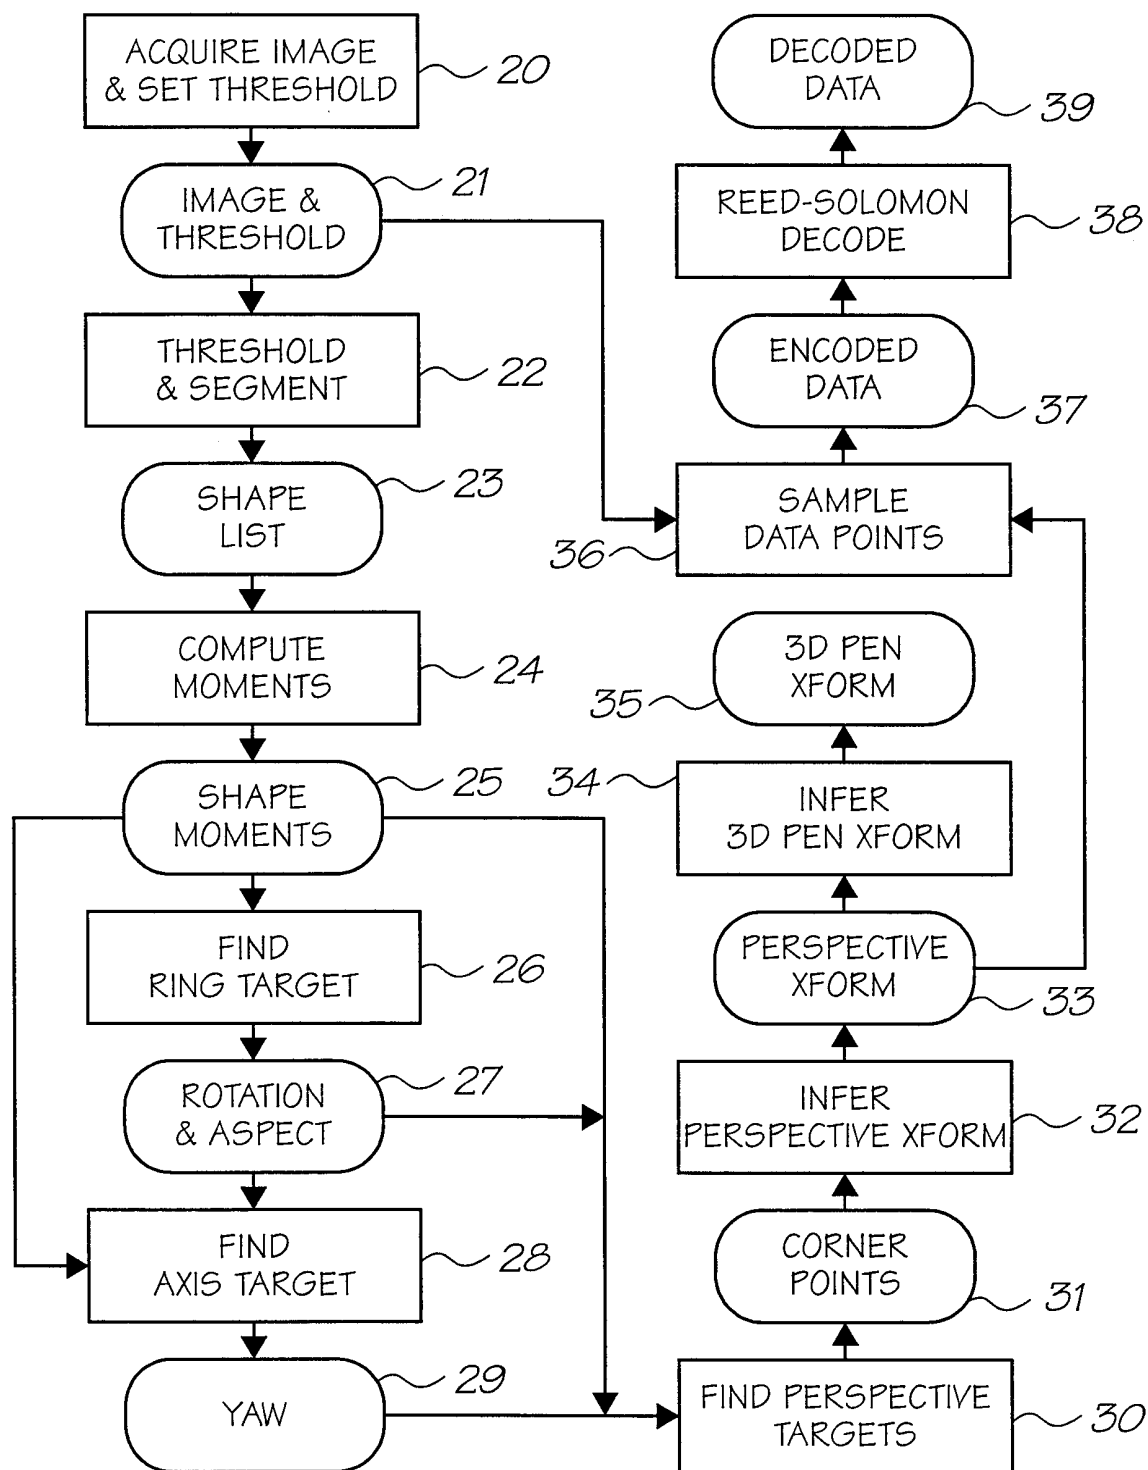 ACQUIRE IMAGE
& SET THRESHOLD
20
IMAGE &
THRESHOLD
21
THRESHOLD
& SEGMENT
22
SHAPE
LIST
23
COMPUTE
MOMENTS
24
SHAPE
MOMENTS
25
FIND
RING TARGET
26
ROTATION
& ASPECT
27
FIND
AXIS TARGET
28
YAW
29
DECODED
DATA
39
REED-SOLOMON
DECODE
38
ENCODED
DATA
37
SAMPLE
DATA POINTS
36
3D PEN
XFORM
35
34
INFER
3D PEN XFORM
PERSPECTIVE
XFORM
33
INFER
PERSPECTIVE XFORM
32
CORNER
POINTS
31
FIND PERSPECTIVE
TARGETS
30